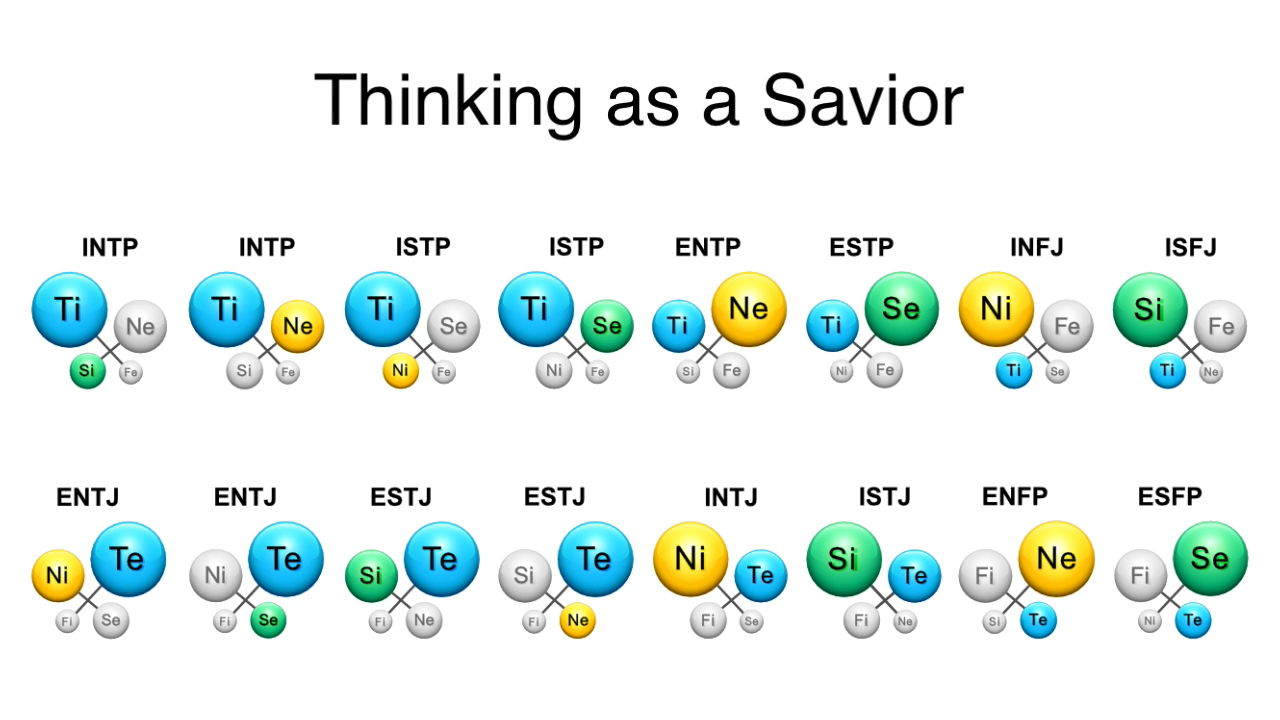 Thinking as a Savior
INTP INTP ISTP ISTP ENTP ESTP INFJ ISFJ
Ti Ne Ti Ne Ti Se Ti Se Ti Ne Ti Se Ni Fe Si Fe
Si Fe Si Fe Ni Fe Ni Fe Si Fe Ni Fe Ti Se Ti Ne
ENTJ ENTJ ESTJ ESTJ INTJ ISTJ ENFP ESFP
Ni Te Ni Te Si Te Si Te Ni Te Si Te Fi Ne Fi Se
Fi Se Fi Se Fi Ne Fi Ne Fi Se Fi Ne Si Te Ni Te